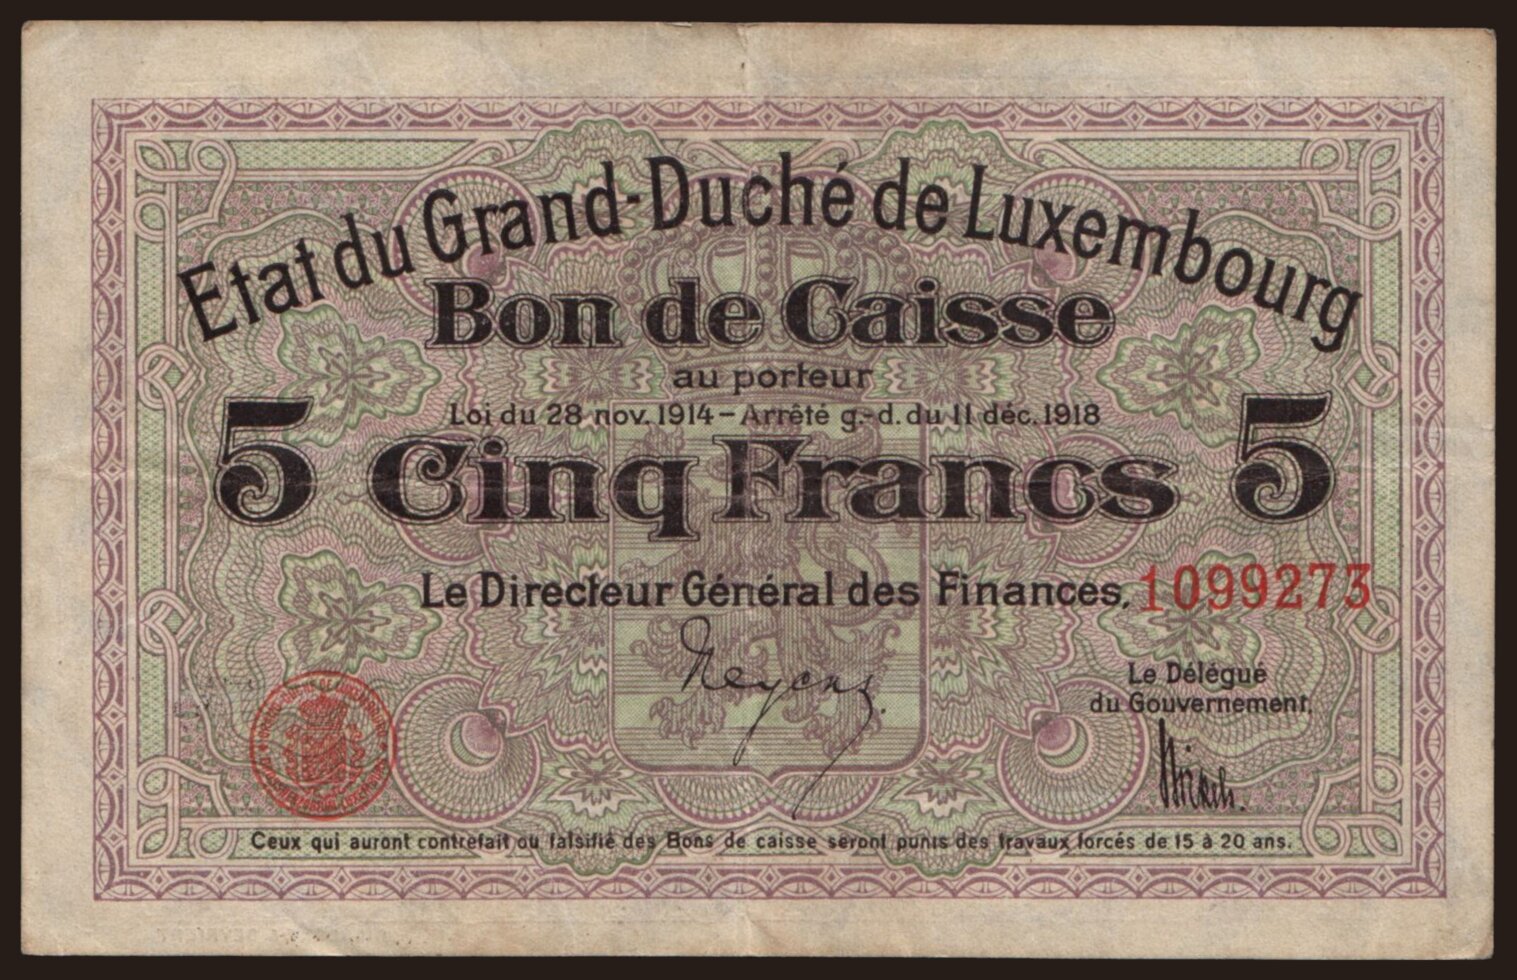 Etat du Grand-Duché de Luxembourg
Bon de Caisse
au porteur
Loi du 28 nov. 1914 – Arrêté g.-d. du 11 déc. 1918
5 Cinq Francs 5
Le Directeur Général des Finances,
1099273
Neyens.
Le Délégué
du Gouvernement,
Ceux qui auront contrefait ou falsifié des Bons de caisse seront punis des travaux forcés de 15 à 20 ans.